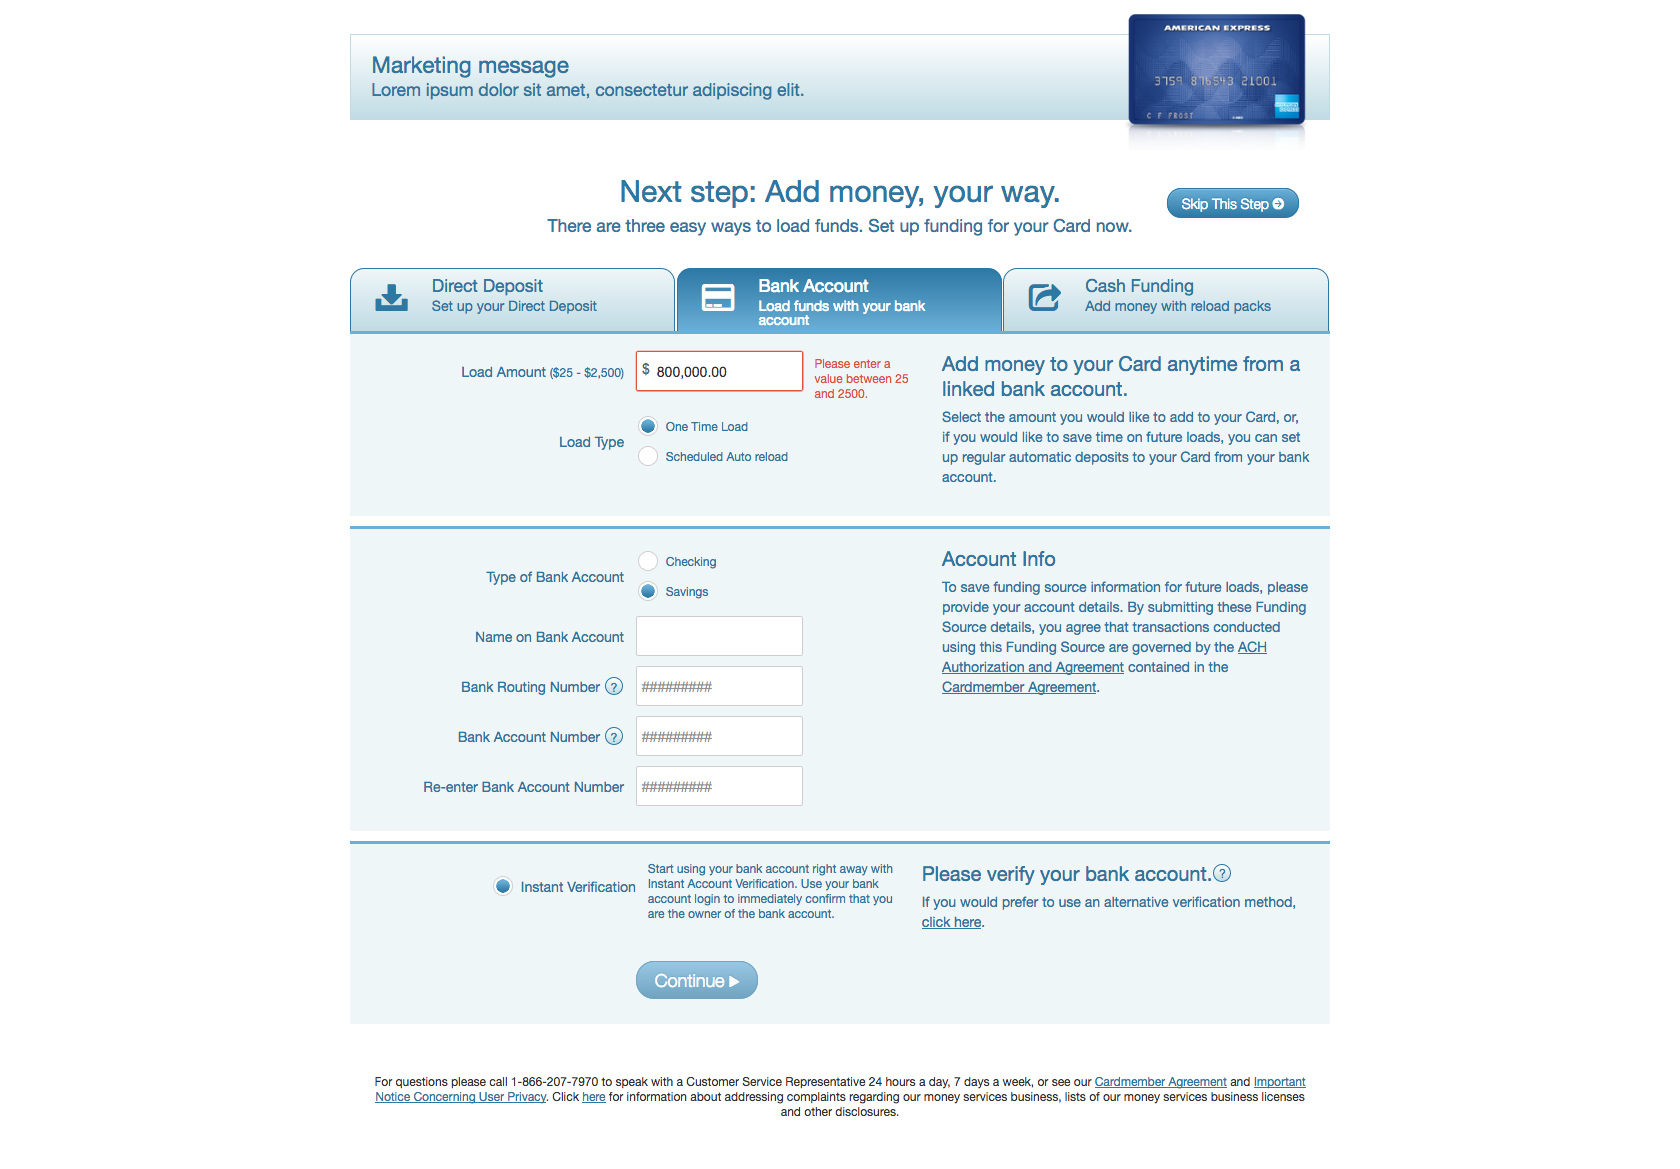 AMERICAN EXPRESS
Marketing message
Lorem ipsum dolor sit amet, consectetur adipiscing elit.
3759 876543 21001
C F FROST
Next step: Add money, your way.
Skip This Step
There are three easy ways to load funds. Set up funding for your Card now.
Direct Deposit
Set up your Direct Deposit
Bank Account
Load funds with your bank
account
Cash Funding
Add money with reload packs
Load Amount ($25 - $2,500)
$ 800,000.00
Please enter a
value between 25
and 2500.
Load Type
One Time Load
Scheduled Auto reload
Add money to your Card anytime from a
linked bank account.
Select the amount you would like to add to your Card, or,
if you would like to save time on future loads, you can set
up regular automatic deposits to your Card from your bank
account.
Type of Bank Account
Checking
Savings
Name on Bank Account
Bank Routing Number ?
#########
Bank Account Number ?
#########
Re-enter Bank Account Number
#########
Account Info
To save funding source information for future loads, please
provide your account details. By submitting these Funding
Source details, you agree that transactions conducted
using this Funding Source are governed by the ACH
Authorization and Agreement contained in the
Cardmember Agreement.
Instant Verification
Start using your bank account right away with
Instant Account Verification. Use your bank
account login to immediately confirm that you
are the owner of the bank account.
Please verify your bank account. ?
If you would prefer to use an alternative verification method,
click here.
Continue
For questions please call 1-866-207-7970 to speak with a Customer Service Representative 24 hours a day, 7 days a week, or see our Cardmember Agreement and Important
Notice Concerning User Privacy. Click here for information about addressing complaints regarding our money services business, lists of our money services business licenses
and other disclosures.